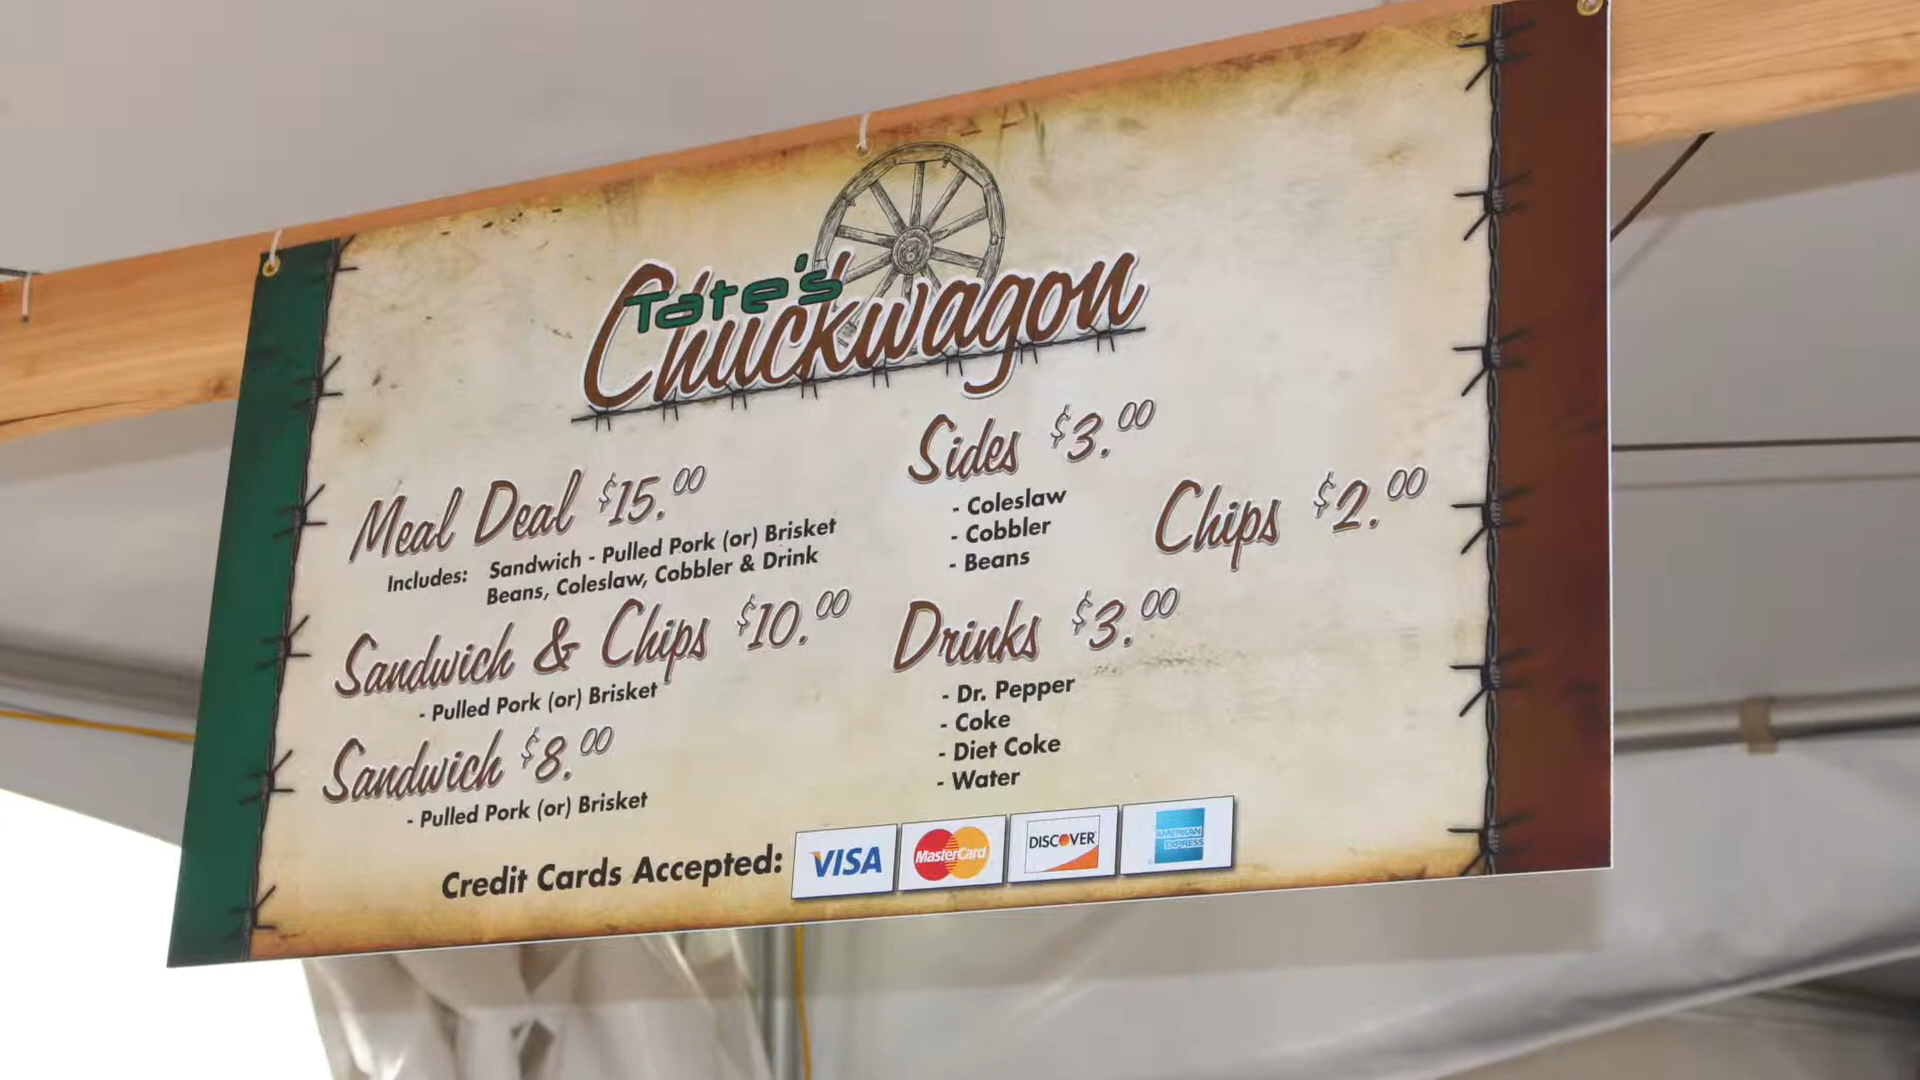 Tate's
Chuckwagon
Meal Deal $15.00
Includes: Sandwich - Pulled Pork (or) Brisket
Beans, Coleslaw, Cobbler & Drink
Sandwich & Chips $10.00
- Pulled Pork (or) Brisket
Sandwich $8.00
- Pulled Pork (or) Brisket
Sides $3.00
- Coleslaw
- Cobbler
- Beans
Chips $2.00
Drinks $3.00
- Dr. Pepper
- Coke
- Diet Coke
- Water
Credit Cards Accepted: VISA MasterCard DISCOVER AMERICAN EXPRESS